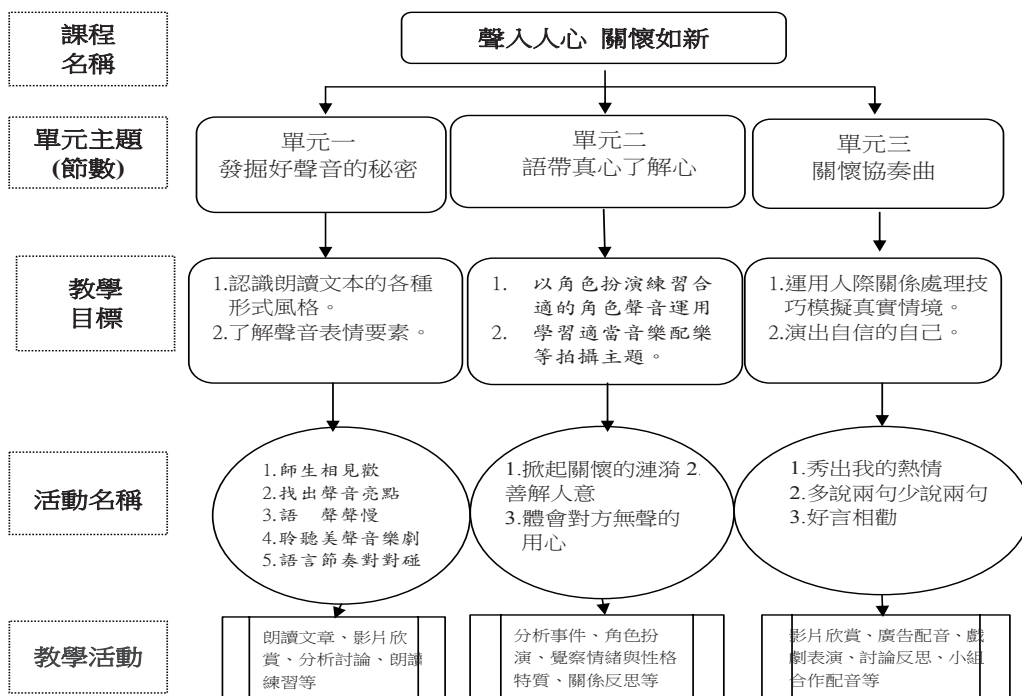 課程
名稱
聲入人心 關懷如新
單元主題
(節數)
單元一
發掘好聲音的秘密
單元二
語帶真心了解心
單元三
關懷協奏曲
教學
目標
1.認識朗讀文本的各種
形式風格。
2.了解聲音表情要素。
1. 以角色扮演練習合
適的角色聲音運用
2. 學習適當音樂配樂
等拍攝主題。
1.運用人際關係處理技
巧模擬真實情境。
2.演出自信的自己。
活動名稱
1.師生相見歡
2.找出聲音亮點
3.語 聲聲慢
4.聆聽美聲音樂劇
5.語言節奏對對碰
1.掀起關懷的漣漪 2.
善解人意
3.體會對方無聲的
用心
1.秀出我的熱情
2.多說兩句少說兩句
3.好言相勸
教學活動
朗讀文章、影片欣
賞、分析討論、朗讀
練習等
分析事件、角色扮
演、覺察情緒與性格
特質、關係反思等
影片欣賞、廣告配音、戲
劇表演、討論反思、小組
合作配音等